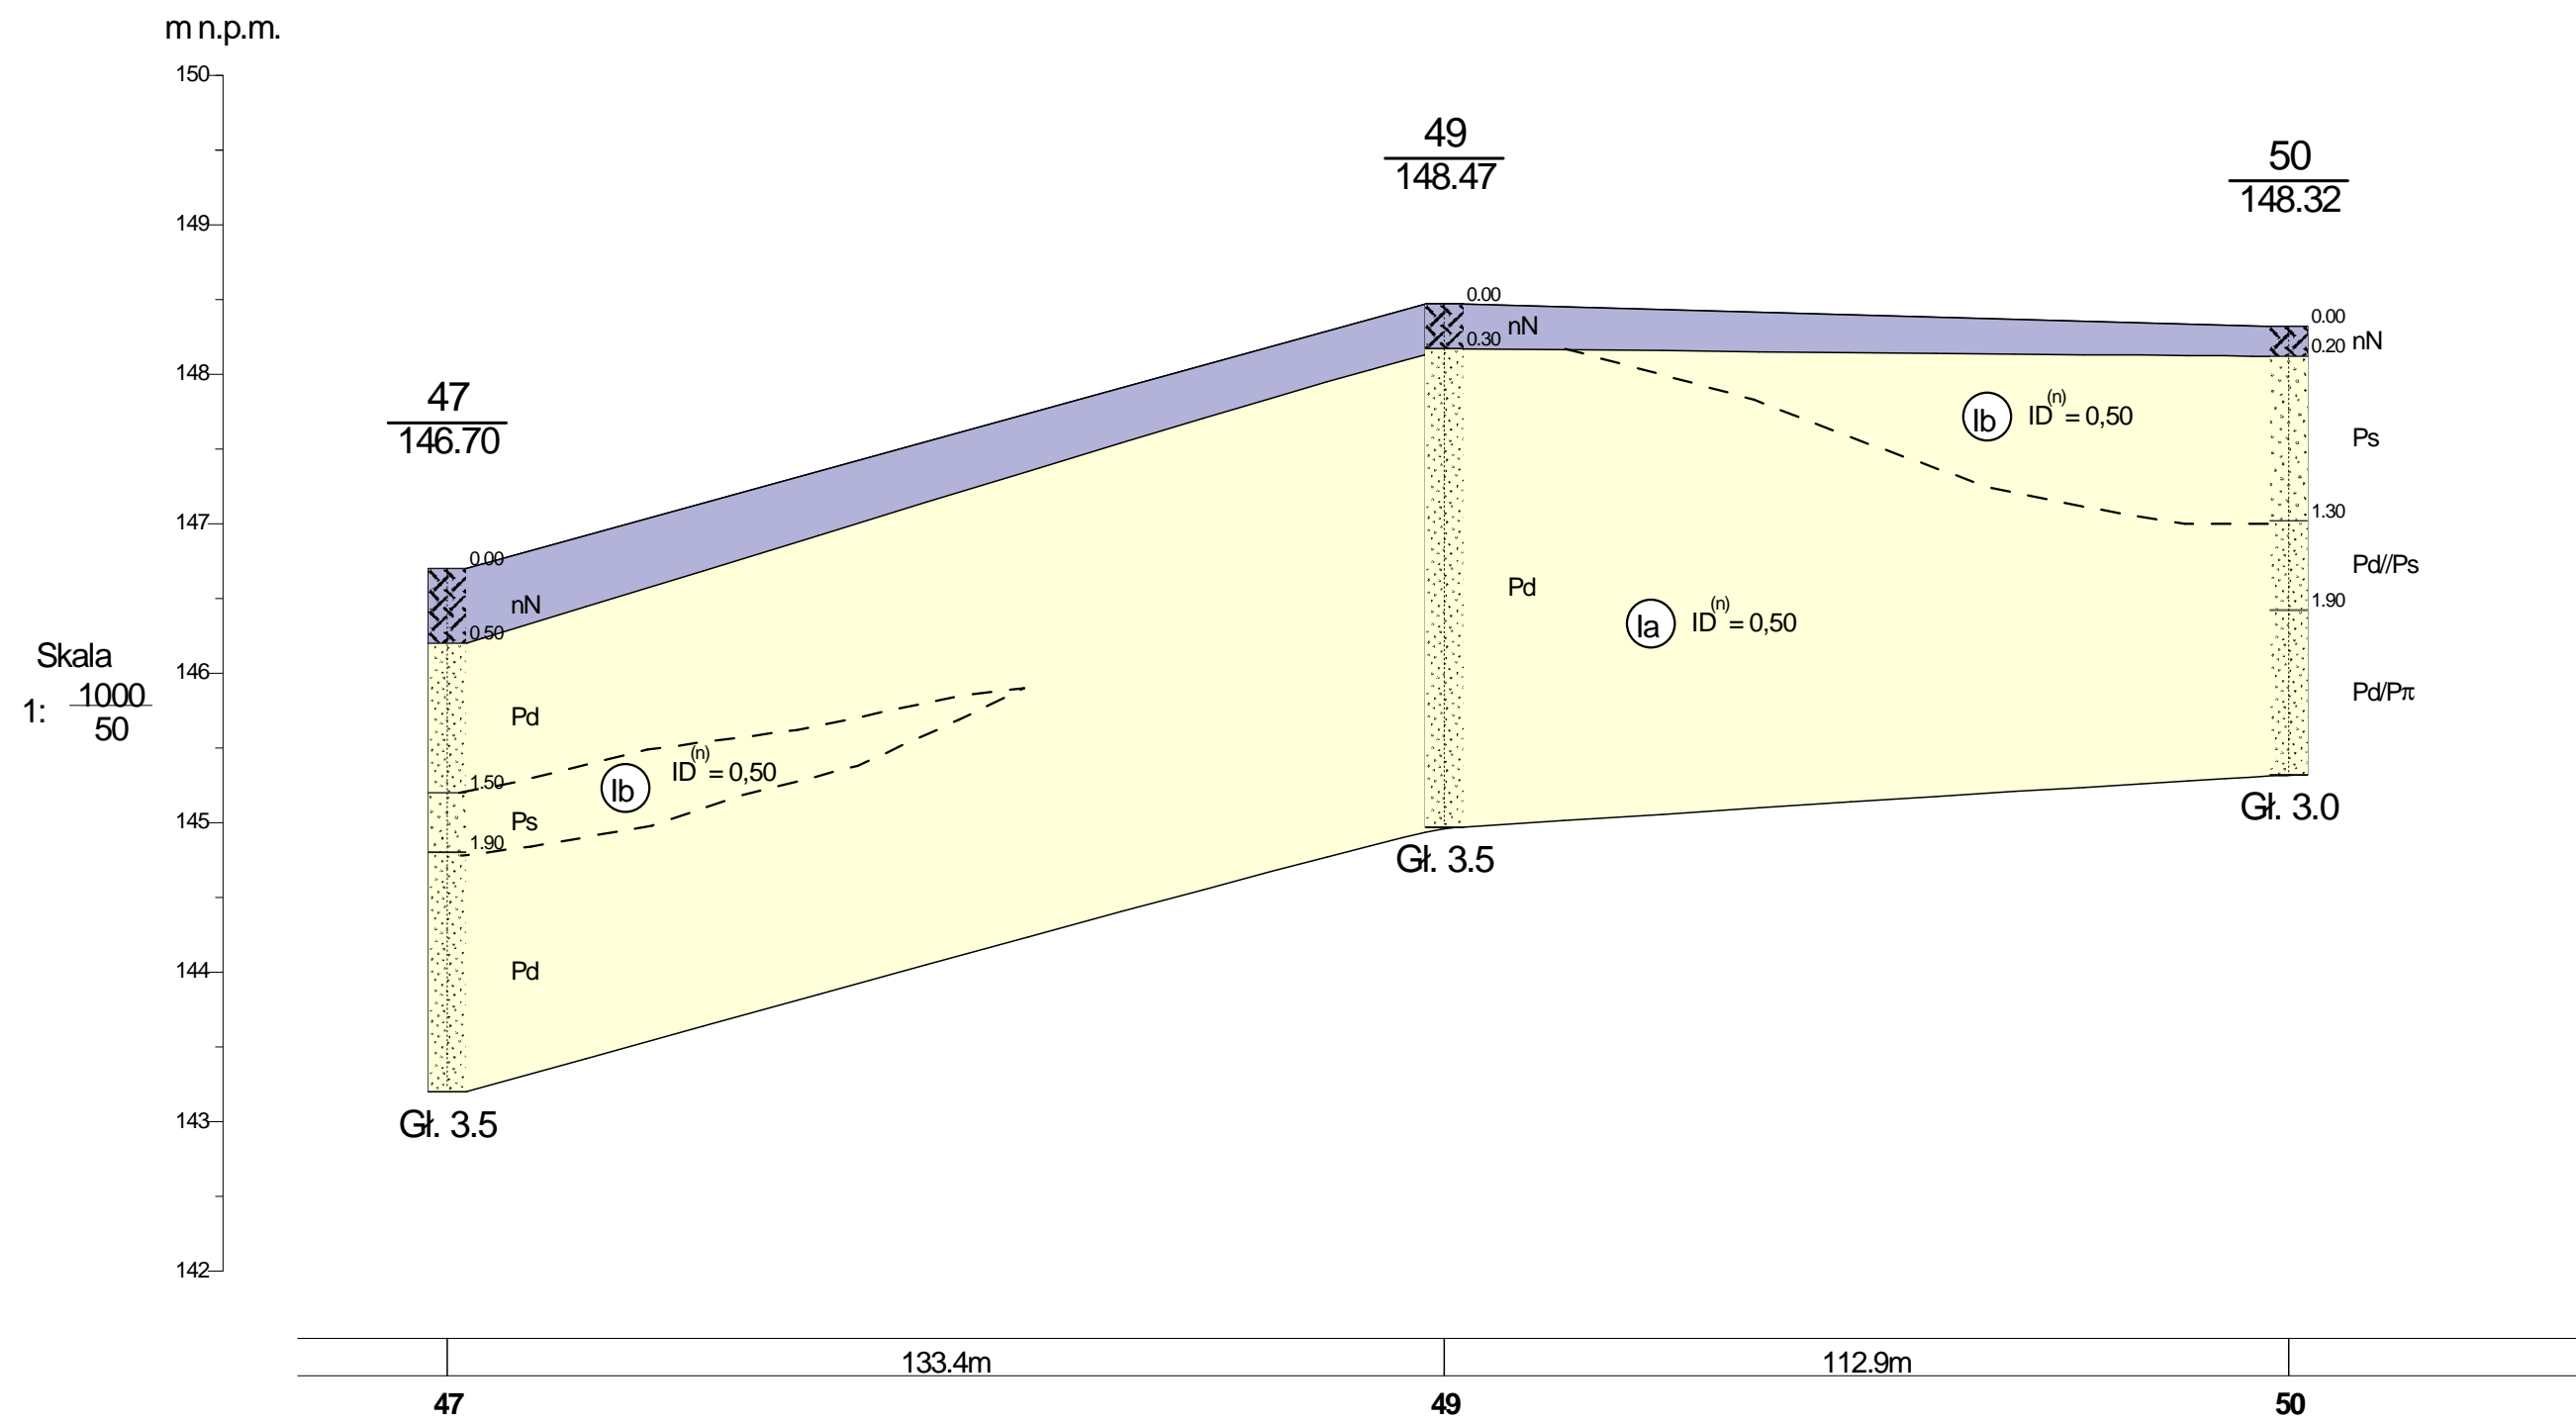 m n.p.m.
150
149
148
147
146
145
144
143
142
Skala
1: 1000
50
47
146.70
0.00
nN
0.50
Pd
1.50
Ps
1.90
Pd
Gł. 3.5
Ib ID(n) = 0,50
49
148.47
0.00
nN
0.30
Pd
Gł. 3.5
Ia ID(n) = 0,50
Ib ID(n) = 0,50
50
148.32
0.00
nN
0.20
Ps
1.30
Pd//Ps
1.90
Pd/Pπ
Gł. 3.0
133.4m 112.9m
47 49 50